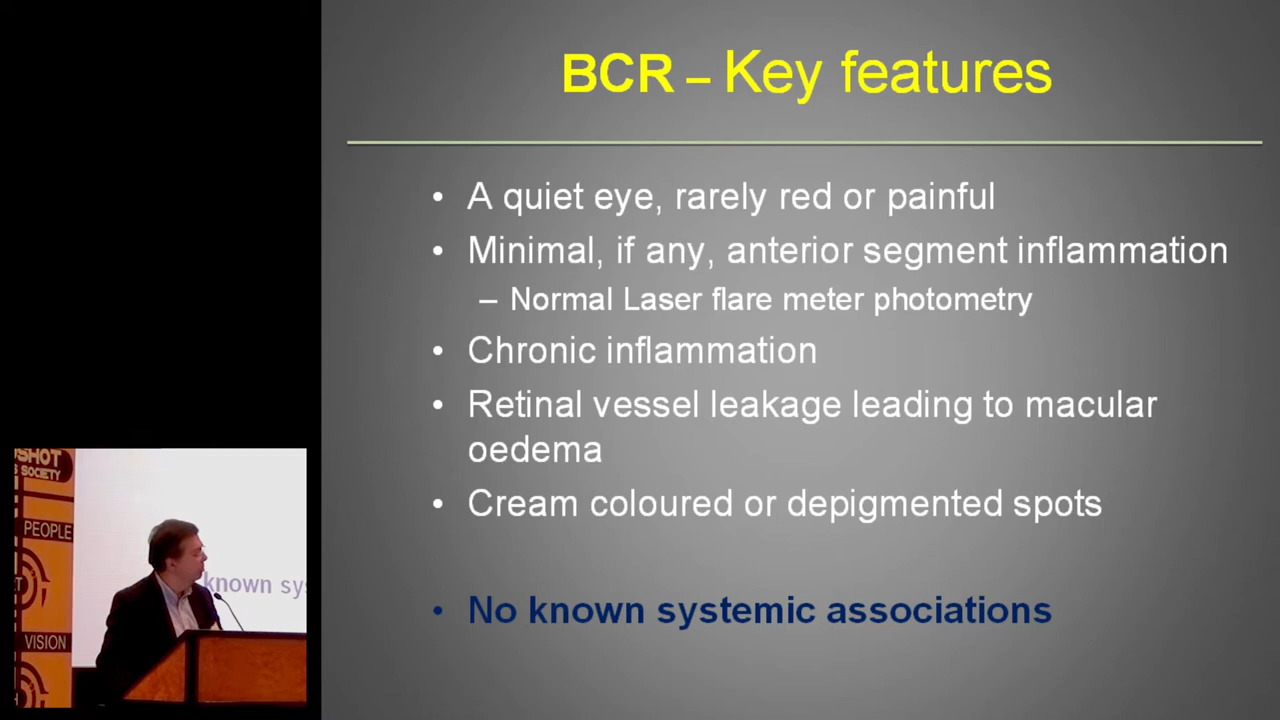 BCR – Key features
• A quiet eye, rarely red or painful
• Minimal, if any, anterior segment inflammation
– Normal Laser flare meter photometry
• Chronic inflammation
• Retinal vessel leakage leading to macular
oedema
• Cream coloured or depigmented spots
• No known systemic associations
SOCIETY
PEOPLE
VISION
known